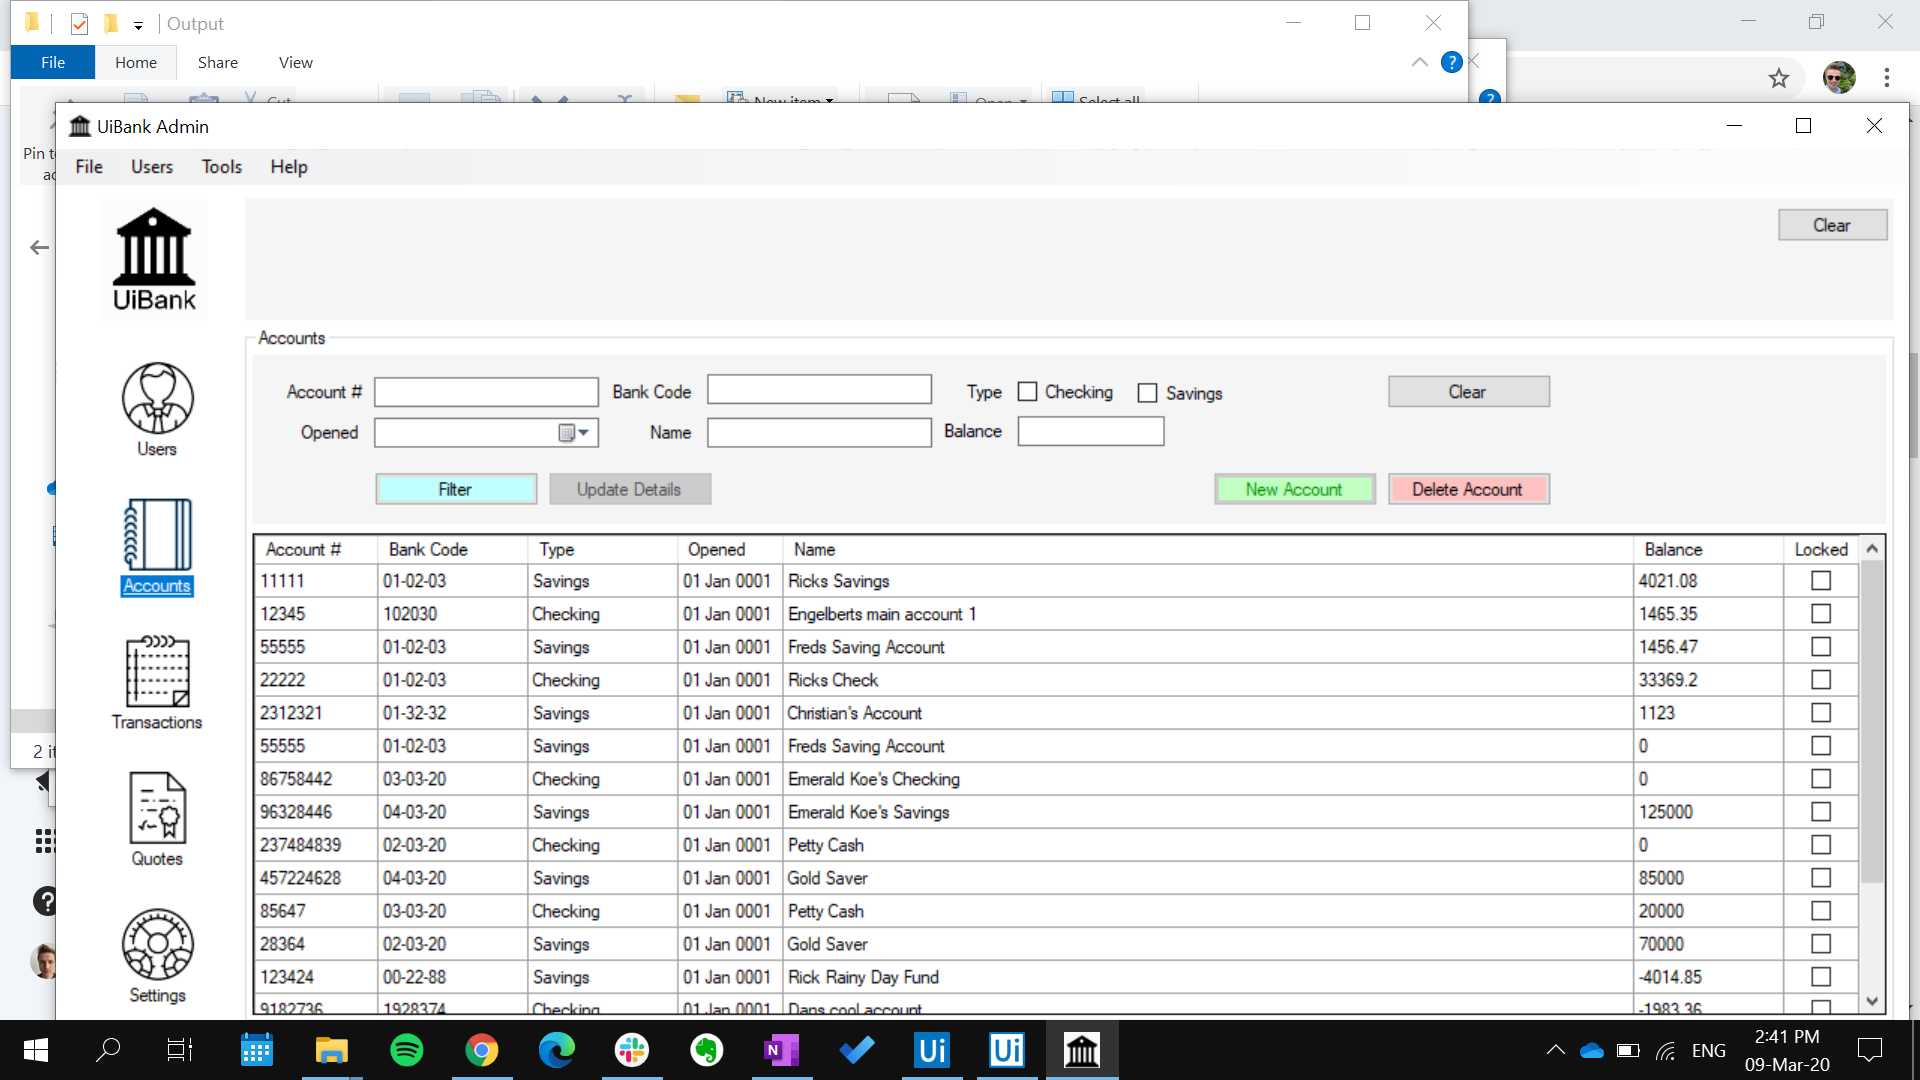 Output
File Home Share View
Cut New item Open Select all
UiBank Admin
Pin t
ac
File Users Tools Help
UiBank
Clear
Accounts
Account # Bank Code Type Checking Savings Clear
Opened Name Balance
Filter Update Details New Account Delete Account
Users
Accounts
Transactions
Quotes
Settings
2 it
Account # Bank Code Type Opened Name Balance Locked
11111 01-02-03 Savings 01 Jan 0001 Ricks Savings 4021.08
12345 102030 Checking 01 Jan 0001 Engelberts main account 1 1465.35
55555 01-02-03 Savings 01 Jan 0001 Freds Saving Account 1456.47
22222 01-02-03 Checking 01 Jan 0001 Ricks Check 33369.2
2312321 01-32-32 Savings 01 Jan 0001 Christian's Account 1123
55555 01-02-03 Savings 01 Jan 0001 Freds Saving Account 0
86758442 03-03-20 Checking 01 Jan 0001 Emerald Koe's Checking 0
96328446 04-03-20 Savings 01 Jan 0001 Emerald Koe's Savings 125000
237484839 02-03-20 Checking 01 Jan 0001 Petty Cash 0
457224628 04-03-20 Savings 01 Jan 0001 Gold Saver 85000
85647 03-03-20 Checking 01 Jan 0001 Petty Cash 20000
28364 02-03-20 Savings 01 Jan 0001 Gold Saver 70000
123424 00-22-88 Savings 01 Jan 0001 Rick Rainy Day Fund -4014.85
9182736 1928374 Checking 01 Jan 0001 Dans cool account -1983.36
N Ui Ui ENG 2:41 PM
09-Mar-20